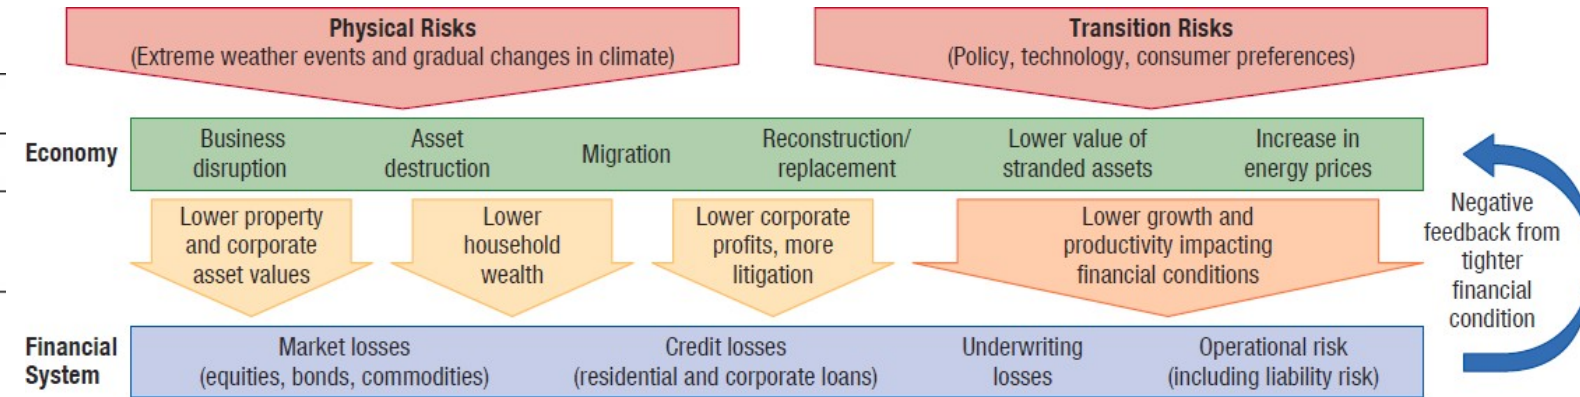 Physical Risks
(Extreme weather events and gradual changes in climate)
Transition Risks
(Policy, technology, consumer preferences)
Economy
Business
disruption
Asset
destruction
Migration
Reconstruction/
replacement
Lower value of
stranded assets
Increase in
energy prices
Lower property
and corporate
asset values
Lower
household
wealth
Lower corporate
profits, more
litigation
Lower growth and
productivity impacting
financial conditions
Negative
feedback from
tighter
financial
condition
Financial
System
Market losses
(equities, bonds, commodities)
Credit losses
(residential and corporate loans)
Underwriting
losses
Operational risk
(including liability risk)